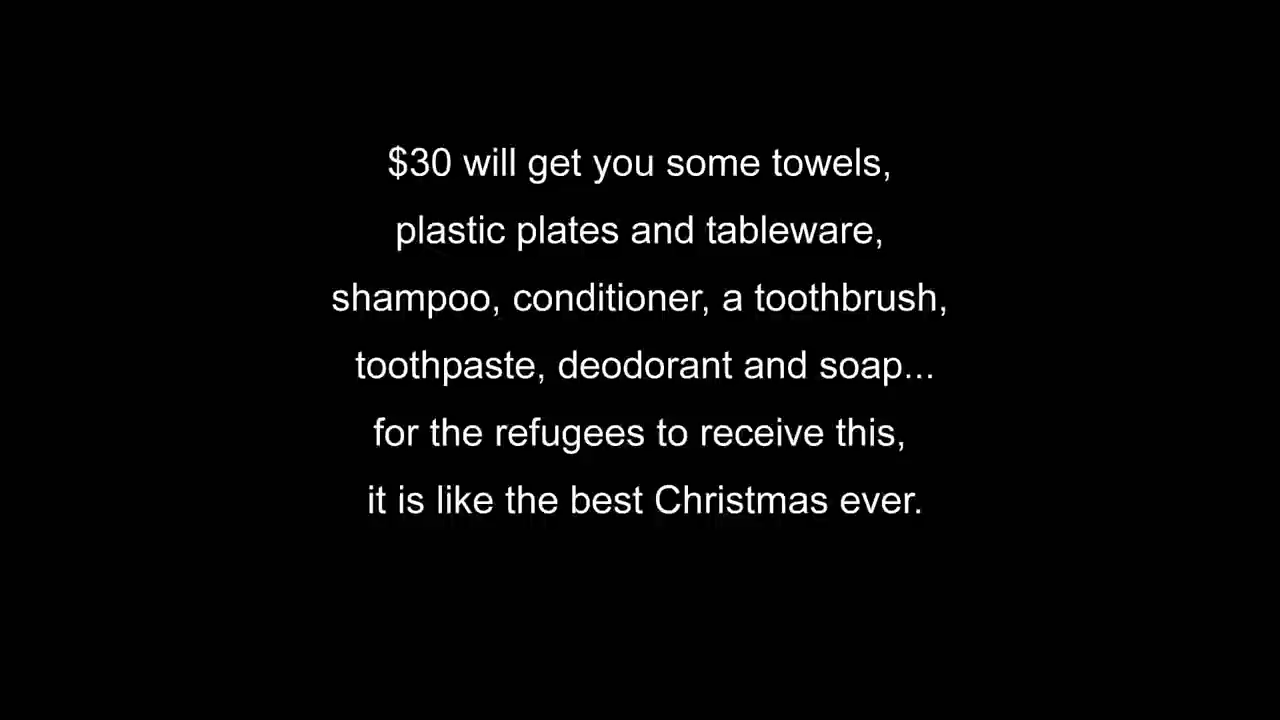 $30 will get you some towels,
plastic plates and tableware,
shampoo, conditioner, a toothbrush,
toothpaste, deodorant and soap...
for the refugees to receive this,
it is like the best Christmas ever.